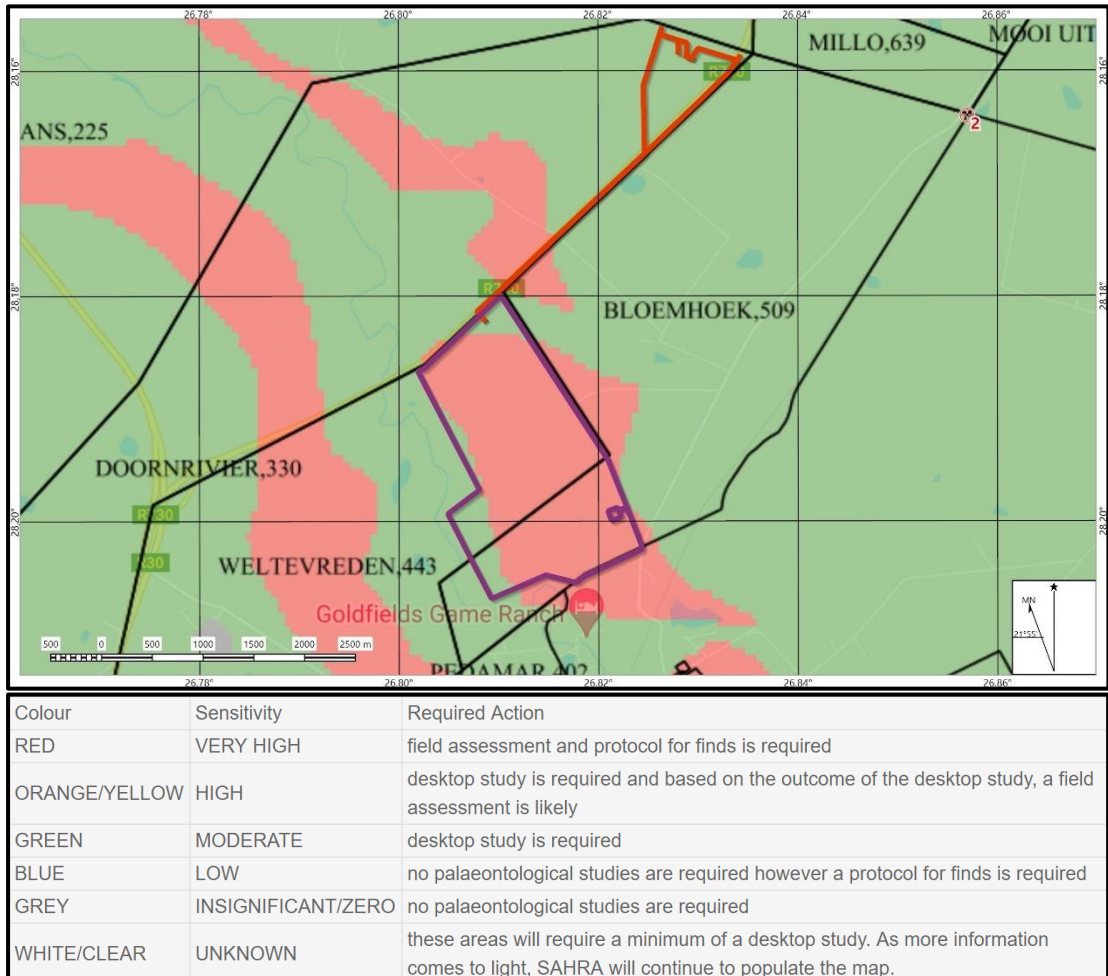 26.78° 26.80° 26.82° 26.84° 26.86°
MILLO,639
MOOI UIT
28.16°
28.16°
ANS,225
2
28.18°
28.18°
BLOEMHOEK,509
DOORNRIVIER,330
28.20°
28.20°
R30
WELTEVREDEN,443
Goldfields Game Ranch
MN
21°55'
500 0 500 1000 1500 2000 2500 m
PEDAMAR,402
26.78° 26.80° 26.82° 26.84° 26.86°
Colour Sensitivity Required Action
RED VERY HIGH field assessment and protocol for finds is required
ORANGE/YELLOW HIGH desktop study is required and based on the outcome of the desktop study, a field
assessment is likely
GREEN MODERATE desktop study is required
BLUE LOW no palaeontological studies are required however a protocol for finds is required
GREY INSIGNIFICANT/ZERO no palaeontological studies are required
WHITE/CLEAR UNKNOWN these areas will require a minimum of a desktop study. As more information
comes to light, SAHRA will continue to populate the map.